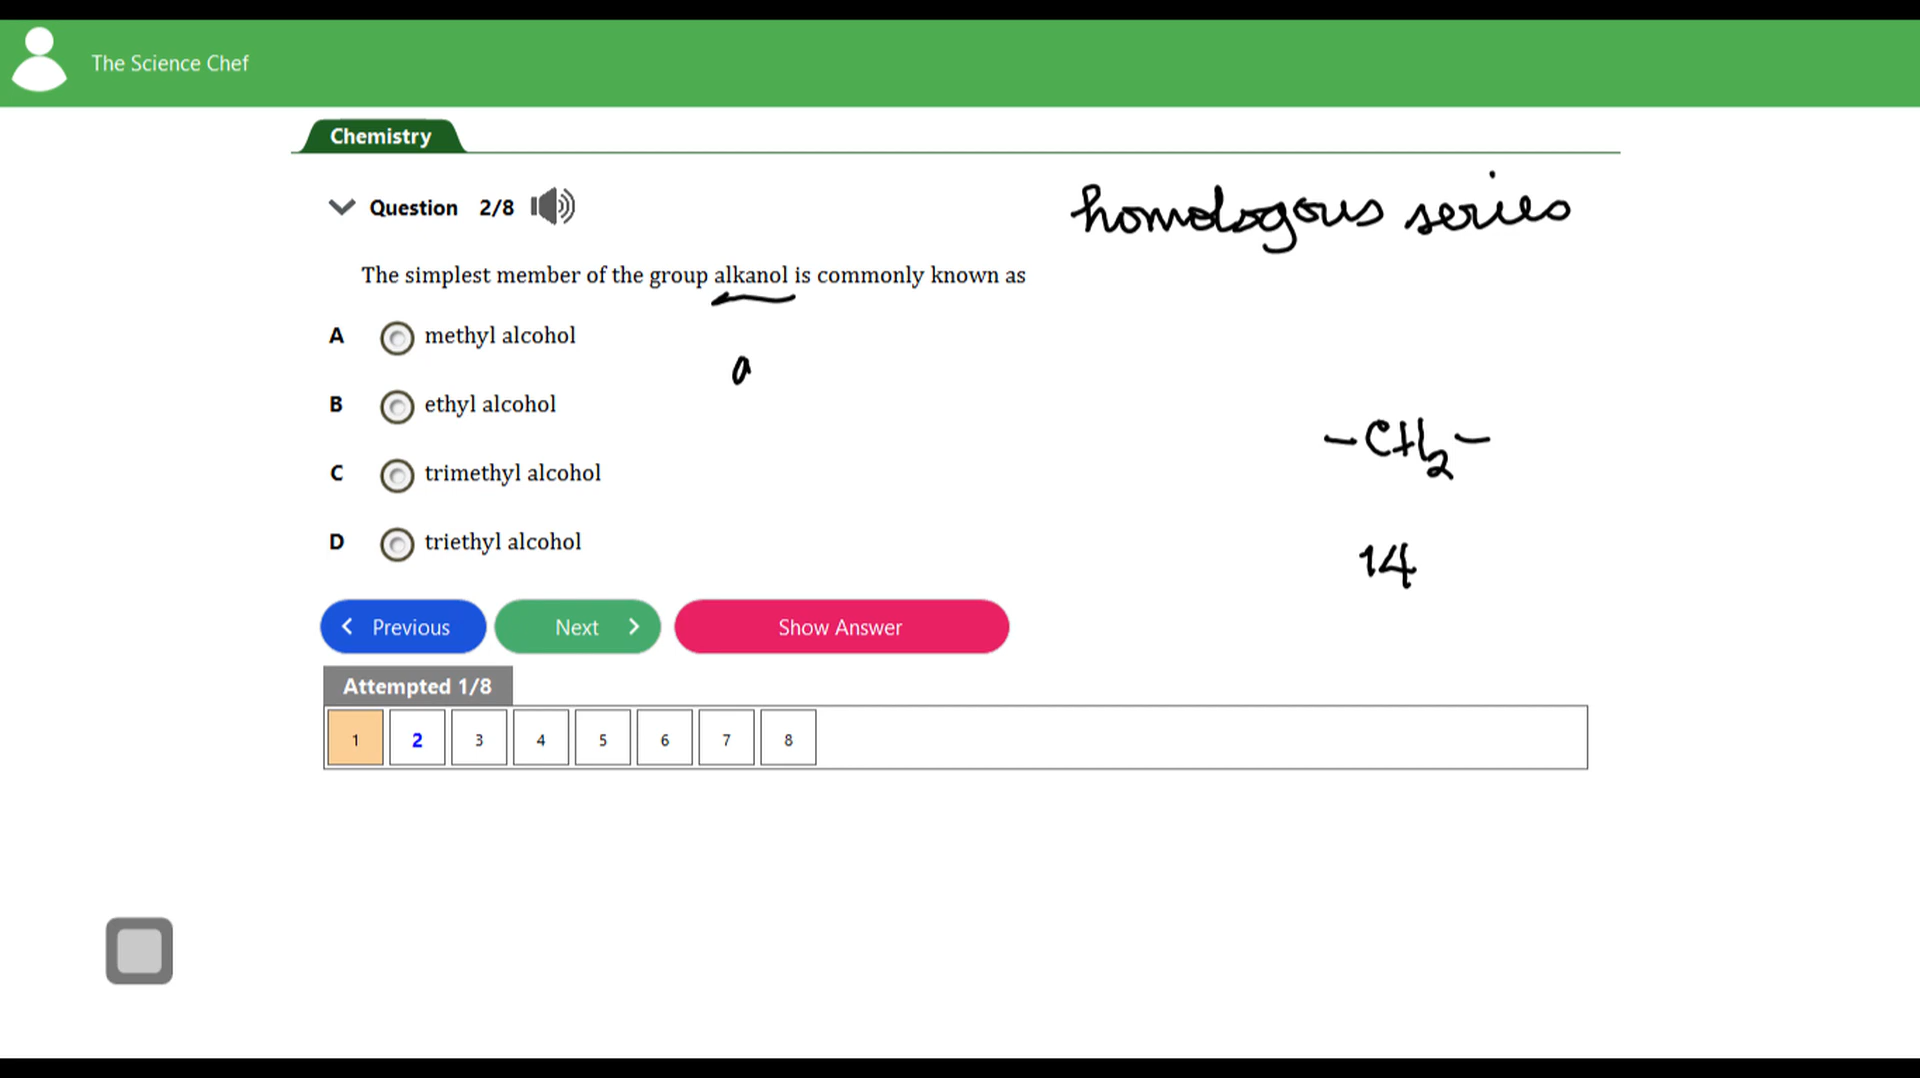 The Science Chef
Chemistry
Question 2/8
homologous series
The simplest member of the group alkanol is commonly known as
A methyl alcohol
a
B ethyl alcohol
-CH2-
C trimethyl alcohol
D triethyl alcohol
14
Previous Next Show Answer
Attempted 1/8
1 2 3 4 5 6 7 8